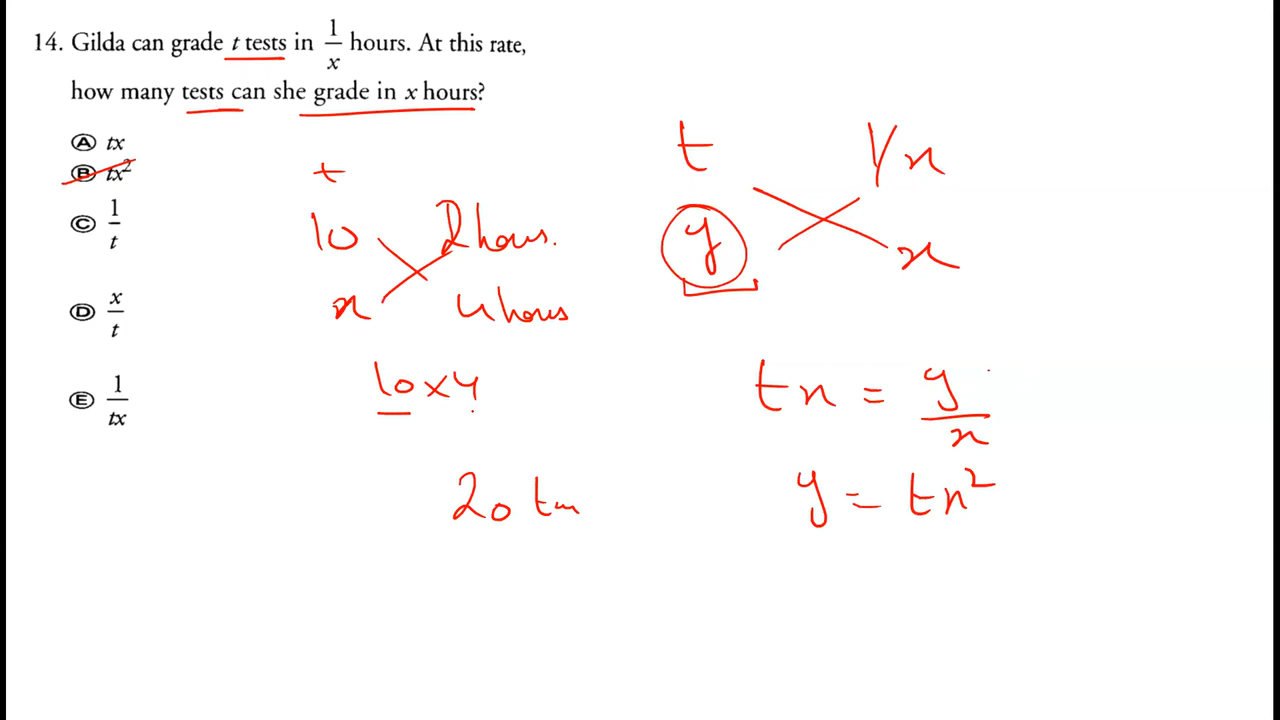 14. Gilda can grade t tests in 1/x hours. At this rate,
how many tests can she grade in x hours?
A tx
B tx²
C 1/t
D x/t
E 1/tx
t
10 2 hours.
x 4 hours
10 x 4
20
t 1/x
y x
tx = y/x
y = tx²